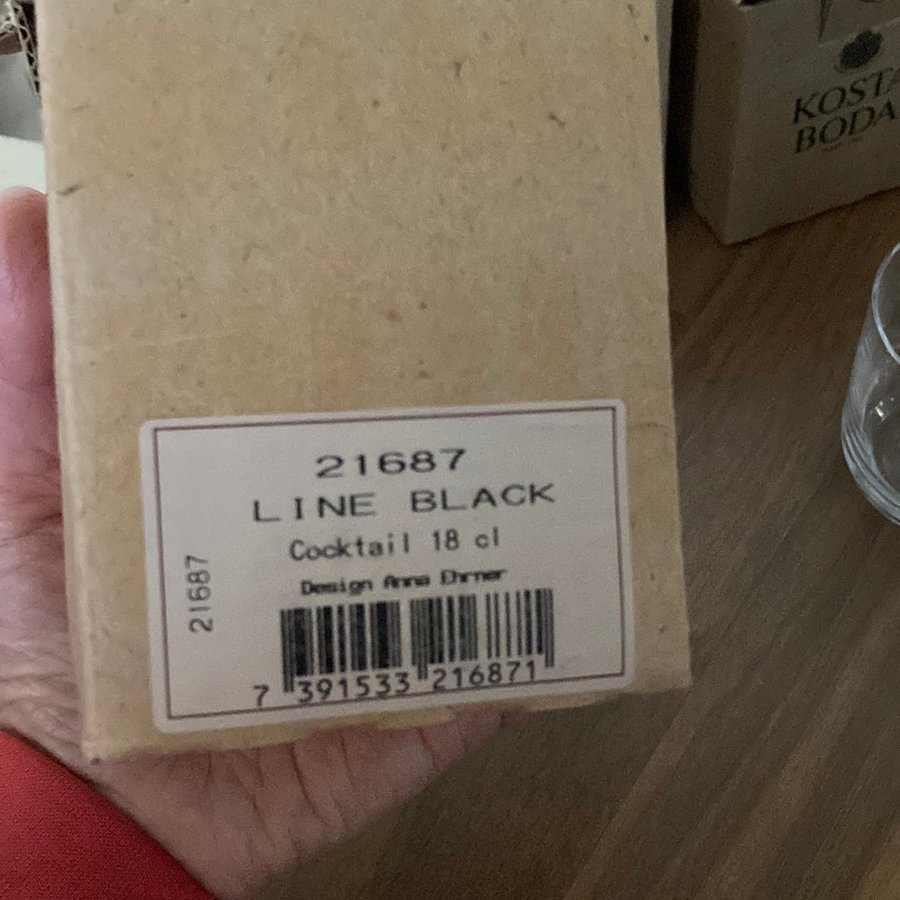 KOSTA
BODA
21687
LINE BLACK
Cocktail 18 cl
Design Anna Ehrner
21687
7 391533 216871